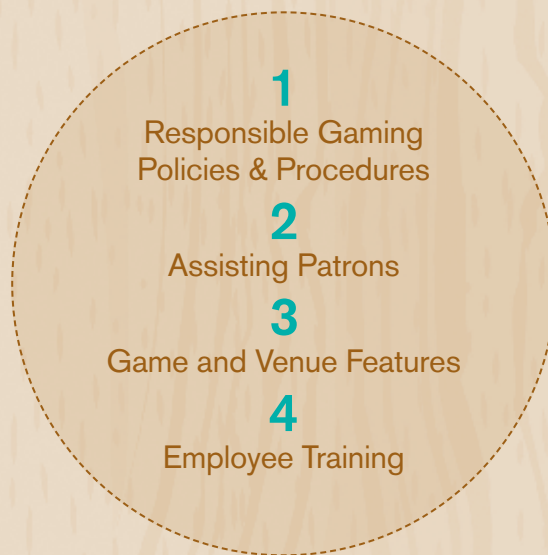 1
Responsible Gaming
Policies & Procedures
2
Assisting Patrons
3
Game and Venue Features
4
Employee Training